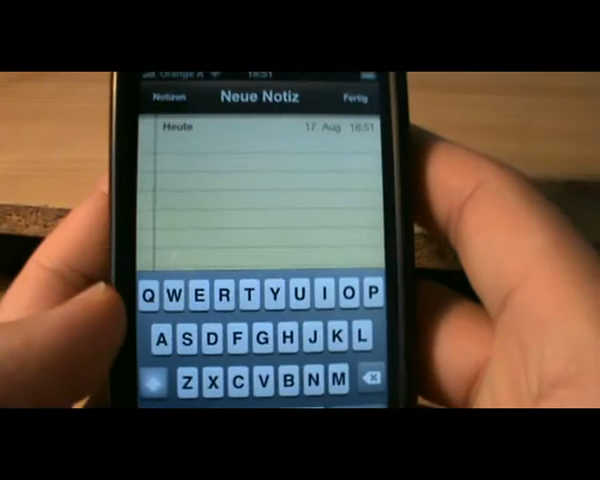 Orange A 16:51
Notizen Neue Notiz Fertig
Heute 17. Aug 16:51
Q W E R T Y U I O P
A S D F G H J K L
Z X C V B N M